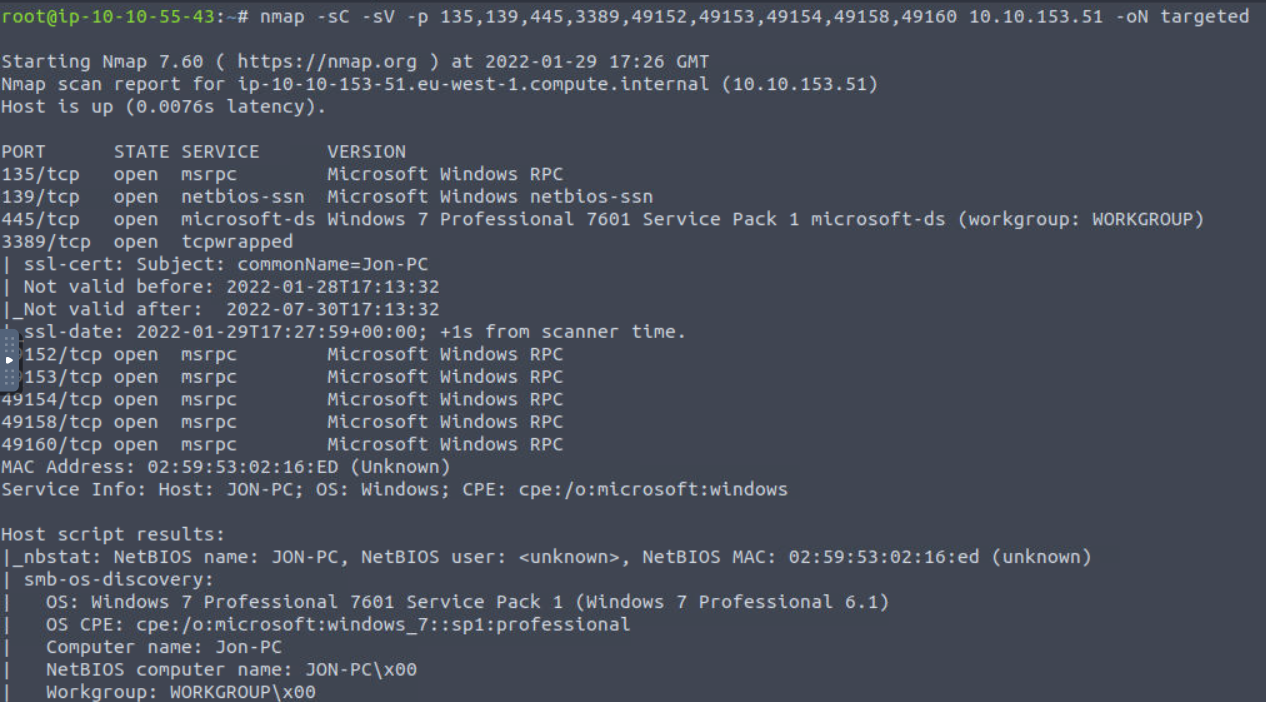 root@ip-10-10-55-43:~# nmap -sC -sV -p 135,139,445,3389,49152,49153,49154,49158,49160 10.10.153.51 -oN targeted
Starting Nmap 7.60 ( https://nmap.org ) at 2022-01-29 17:26 GMT
Nmap scan report for ip-10-10-153-51.eu-west-1.compute.internal (10.10.153.51)
Host is up (0.0076s latency).
PORT      STATE SERVICE      VERSION
135/tcp   open  msrpc        Microsoft Windows RPC
139/tcp   open  netbios-ssn  Microsoft Windows netbios-ssn
445/tcp   open  microsoft-ds Windows 7 Professional 7601 Service Pack 1 microsoft-ds (workgroup: WORKGROUP)
3389/tcp  open  tcpwrapped
| ssl-cert: Subject: commonName=Jon-PC
| Not valid before: 2022-01-28T17:13:32
|_Not valid after:  2022-07-30T17:13:32
|_ssl-date: 2022-01-29T17:27:59+00:00; +1s from scanner time.
152/tcp open  msrpc        Microsoft Windows RPC
153/tcp open  msrpc        Microsoft Windows RPC
49154/tcp open  msrpc        Microsoft Windows RPC
49158/tcp open  msrpc        Microsoft Windows RPC
49160/tcp open  msrpc        Microsoft Windows RPC
MAC Address: 02:59:53:02:16:ED (Unknown)
Service Info: Host: JON-PC; OS: Windows; CPE: cpe:/o:microsoft:windows
Host script results:
|_nbstat: NetBIOS name: JON-PC, NetBIOS user: <unknown>, NetBIOS MAC: 02:59:53:02:16:ed (unknown)
| smb-os-discovery:
|   OS: Windows 7 Professional 7601 Service Pack 1 (Windows 7 Professional 6.1)
|   OS CPE: cpe:/o:microsoft:windows_7::sp1:professional
|   Computer name: Jon-PC
|   NetBIOS computer name: JON-PC\x00
|   Workgroup: WORKGROUP\x00